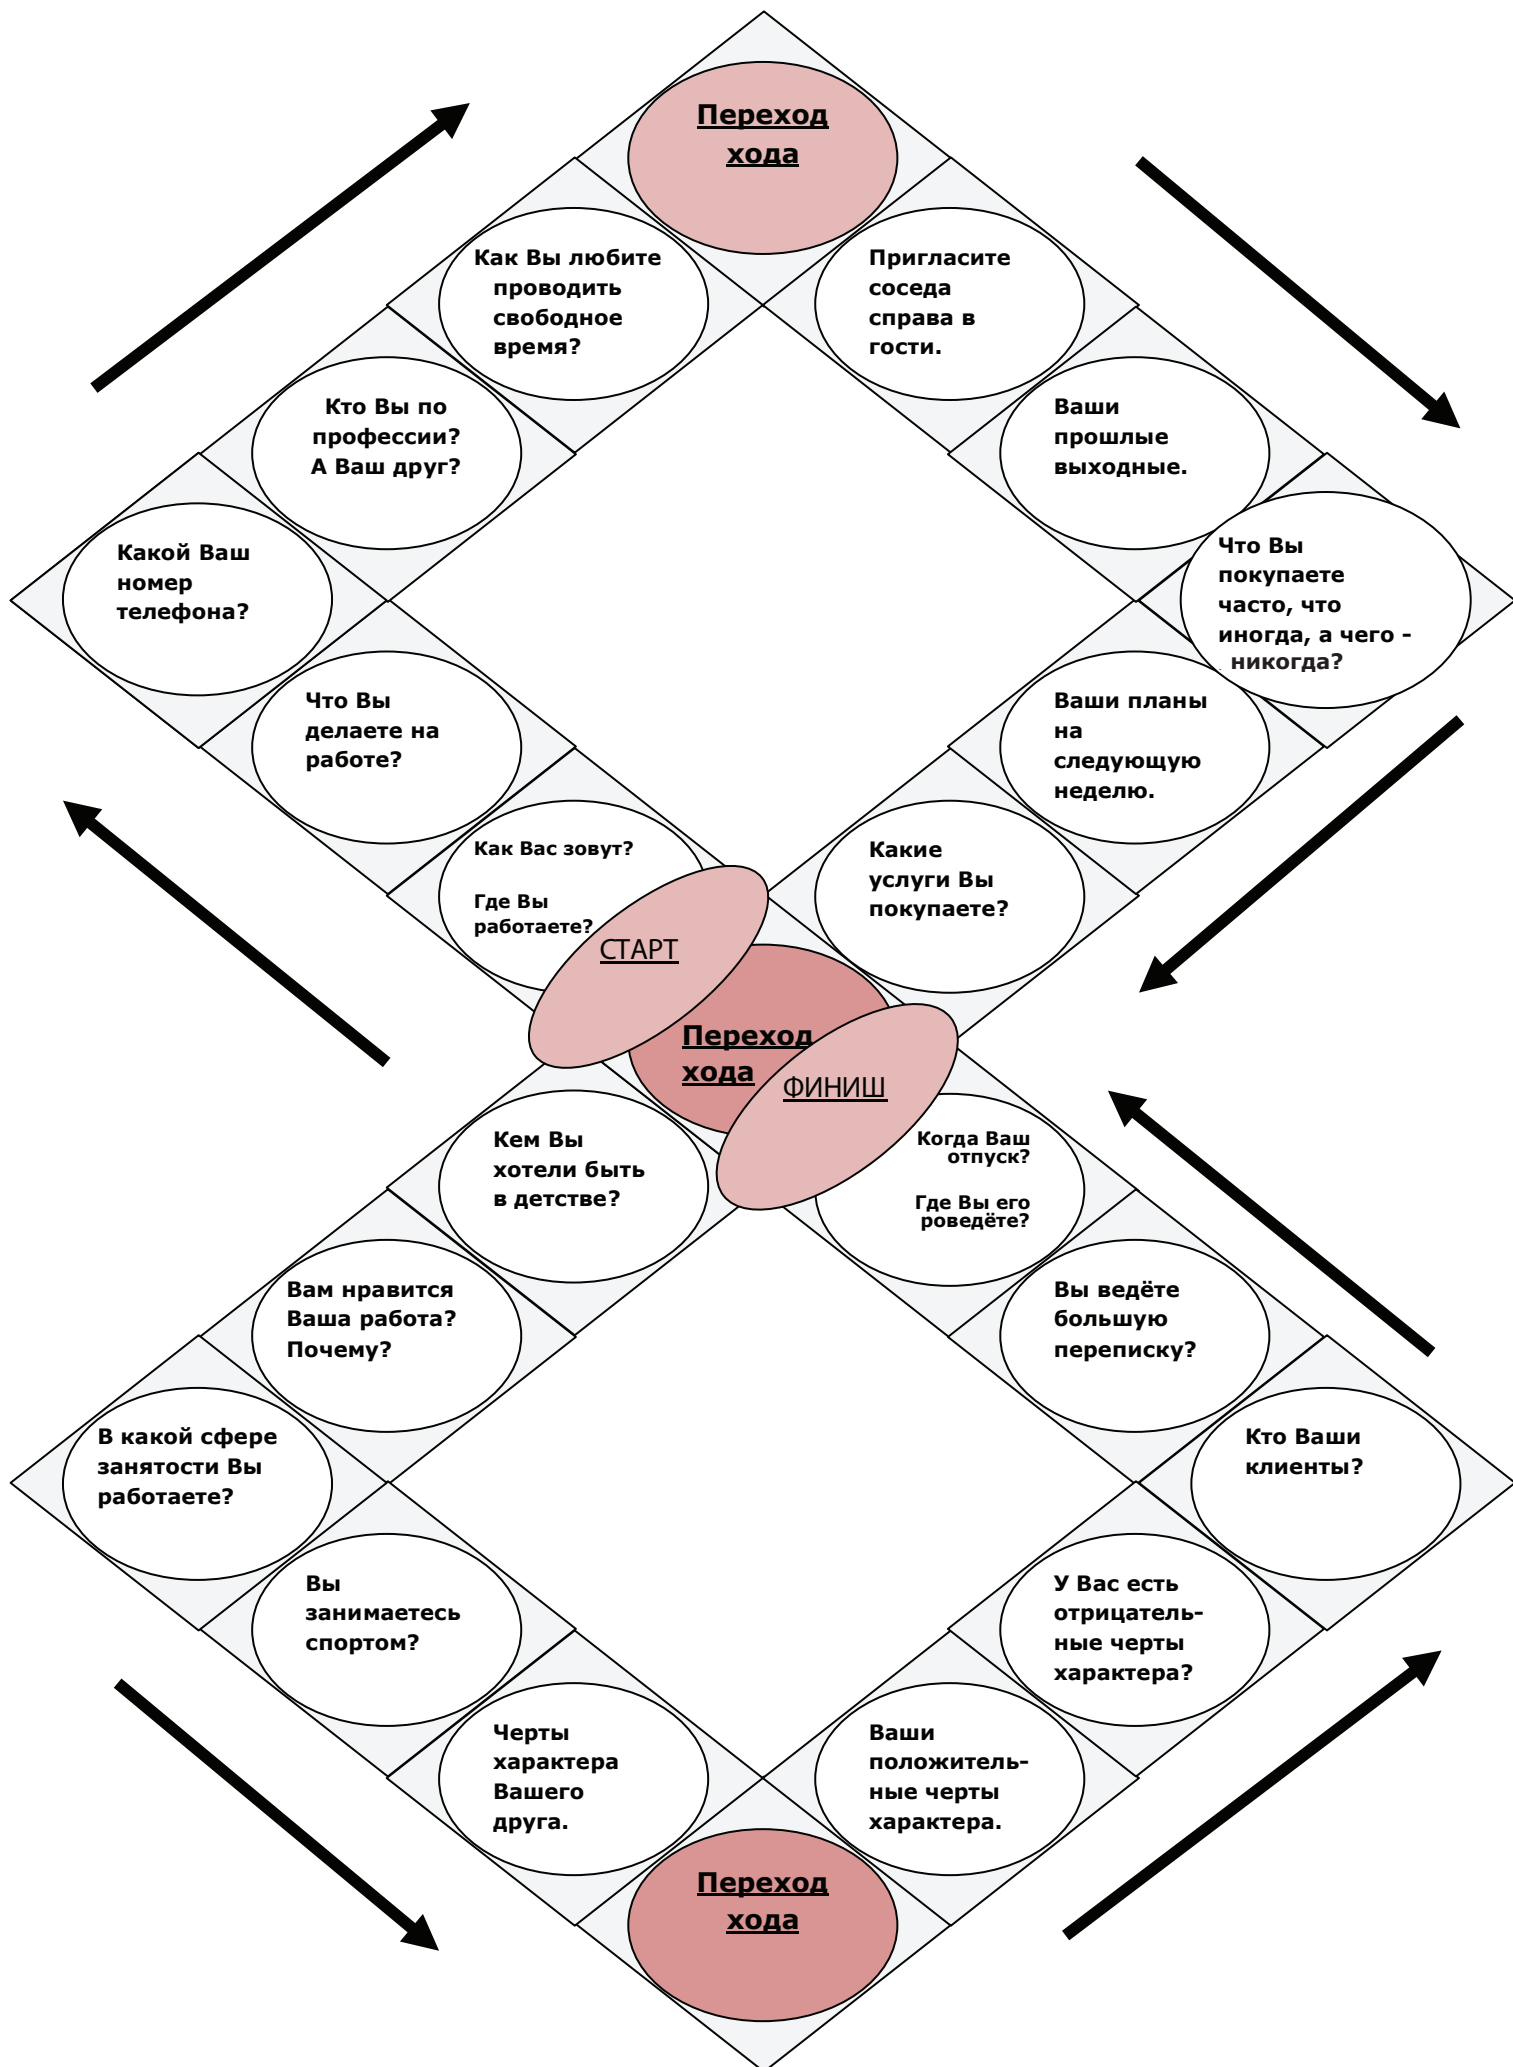 Переход
хода
Как Вы любите
проводить
свободное
время?
Пригласите
соседа
справа в
гости.
Кто Вы по
профессии?
А Ваш друг?
Ваши
прошлые
выходные.
Какой Ваш
номер
телефона?
Что Вы
покупаете
часто, что
иногда, а чего -
никогда?
Что Вы
делаете на
работе?
Ваши планы
на
следующую
неделю.
Как Вас зовут?
Где Вы
работаете?
Какие
услуги Вы
покупаете?
СТАРТ
Переход
хода
ФИНИШ
Кем Вы
хотели быть
в детстве?
Когда Ваш
отпуск?
Где Вы его
роведёте?
Вам нравится
Ваша работа?
Почему?
Вы ведёте
большую
переписку?
В какой сфере
занятости Вы
работаете?
Кто Ваши
клиенты?
Вы
занимаетесь
спортом?
У Вас есть
отрицатель-
ные черты
характера?
Черты
характера
Вашего
друга.
Ваши
положитель-
ные черты
характера.
Переход
хода